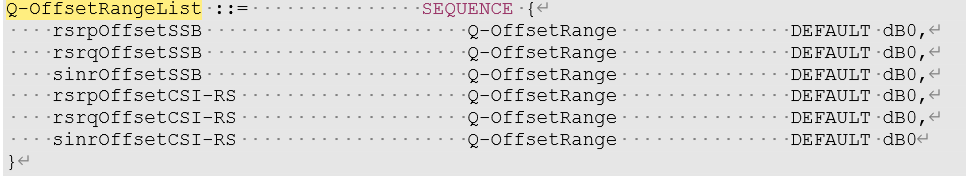 Q-OffsetRangeList ::= SEQUENCE {
rsrpOffsetSSB Q-OffsetRange DEFAULT dB0,
rsrqOffsetSSB Q-OffsetRange DEFAULT dB0,
sinrOffsetSSB Q-OffsetRange DEFAULT dB0,
rsrpOffsetCSI-RS Q-OffsetRange DEFAULT dB0,
rsrqOffsetCSI-RS Q-OffsetRange DEFAULT dB0,
sinrOffsetCSI-RS Q-OffsetRange DEFAULT dB0
}